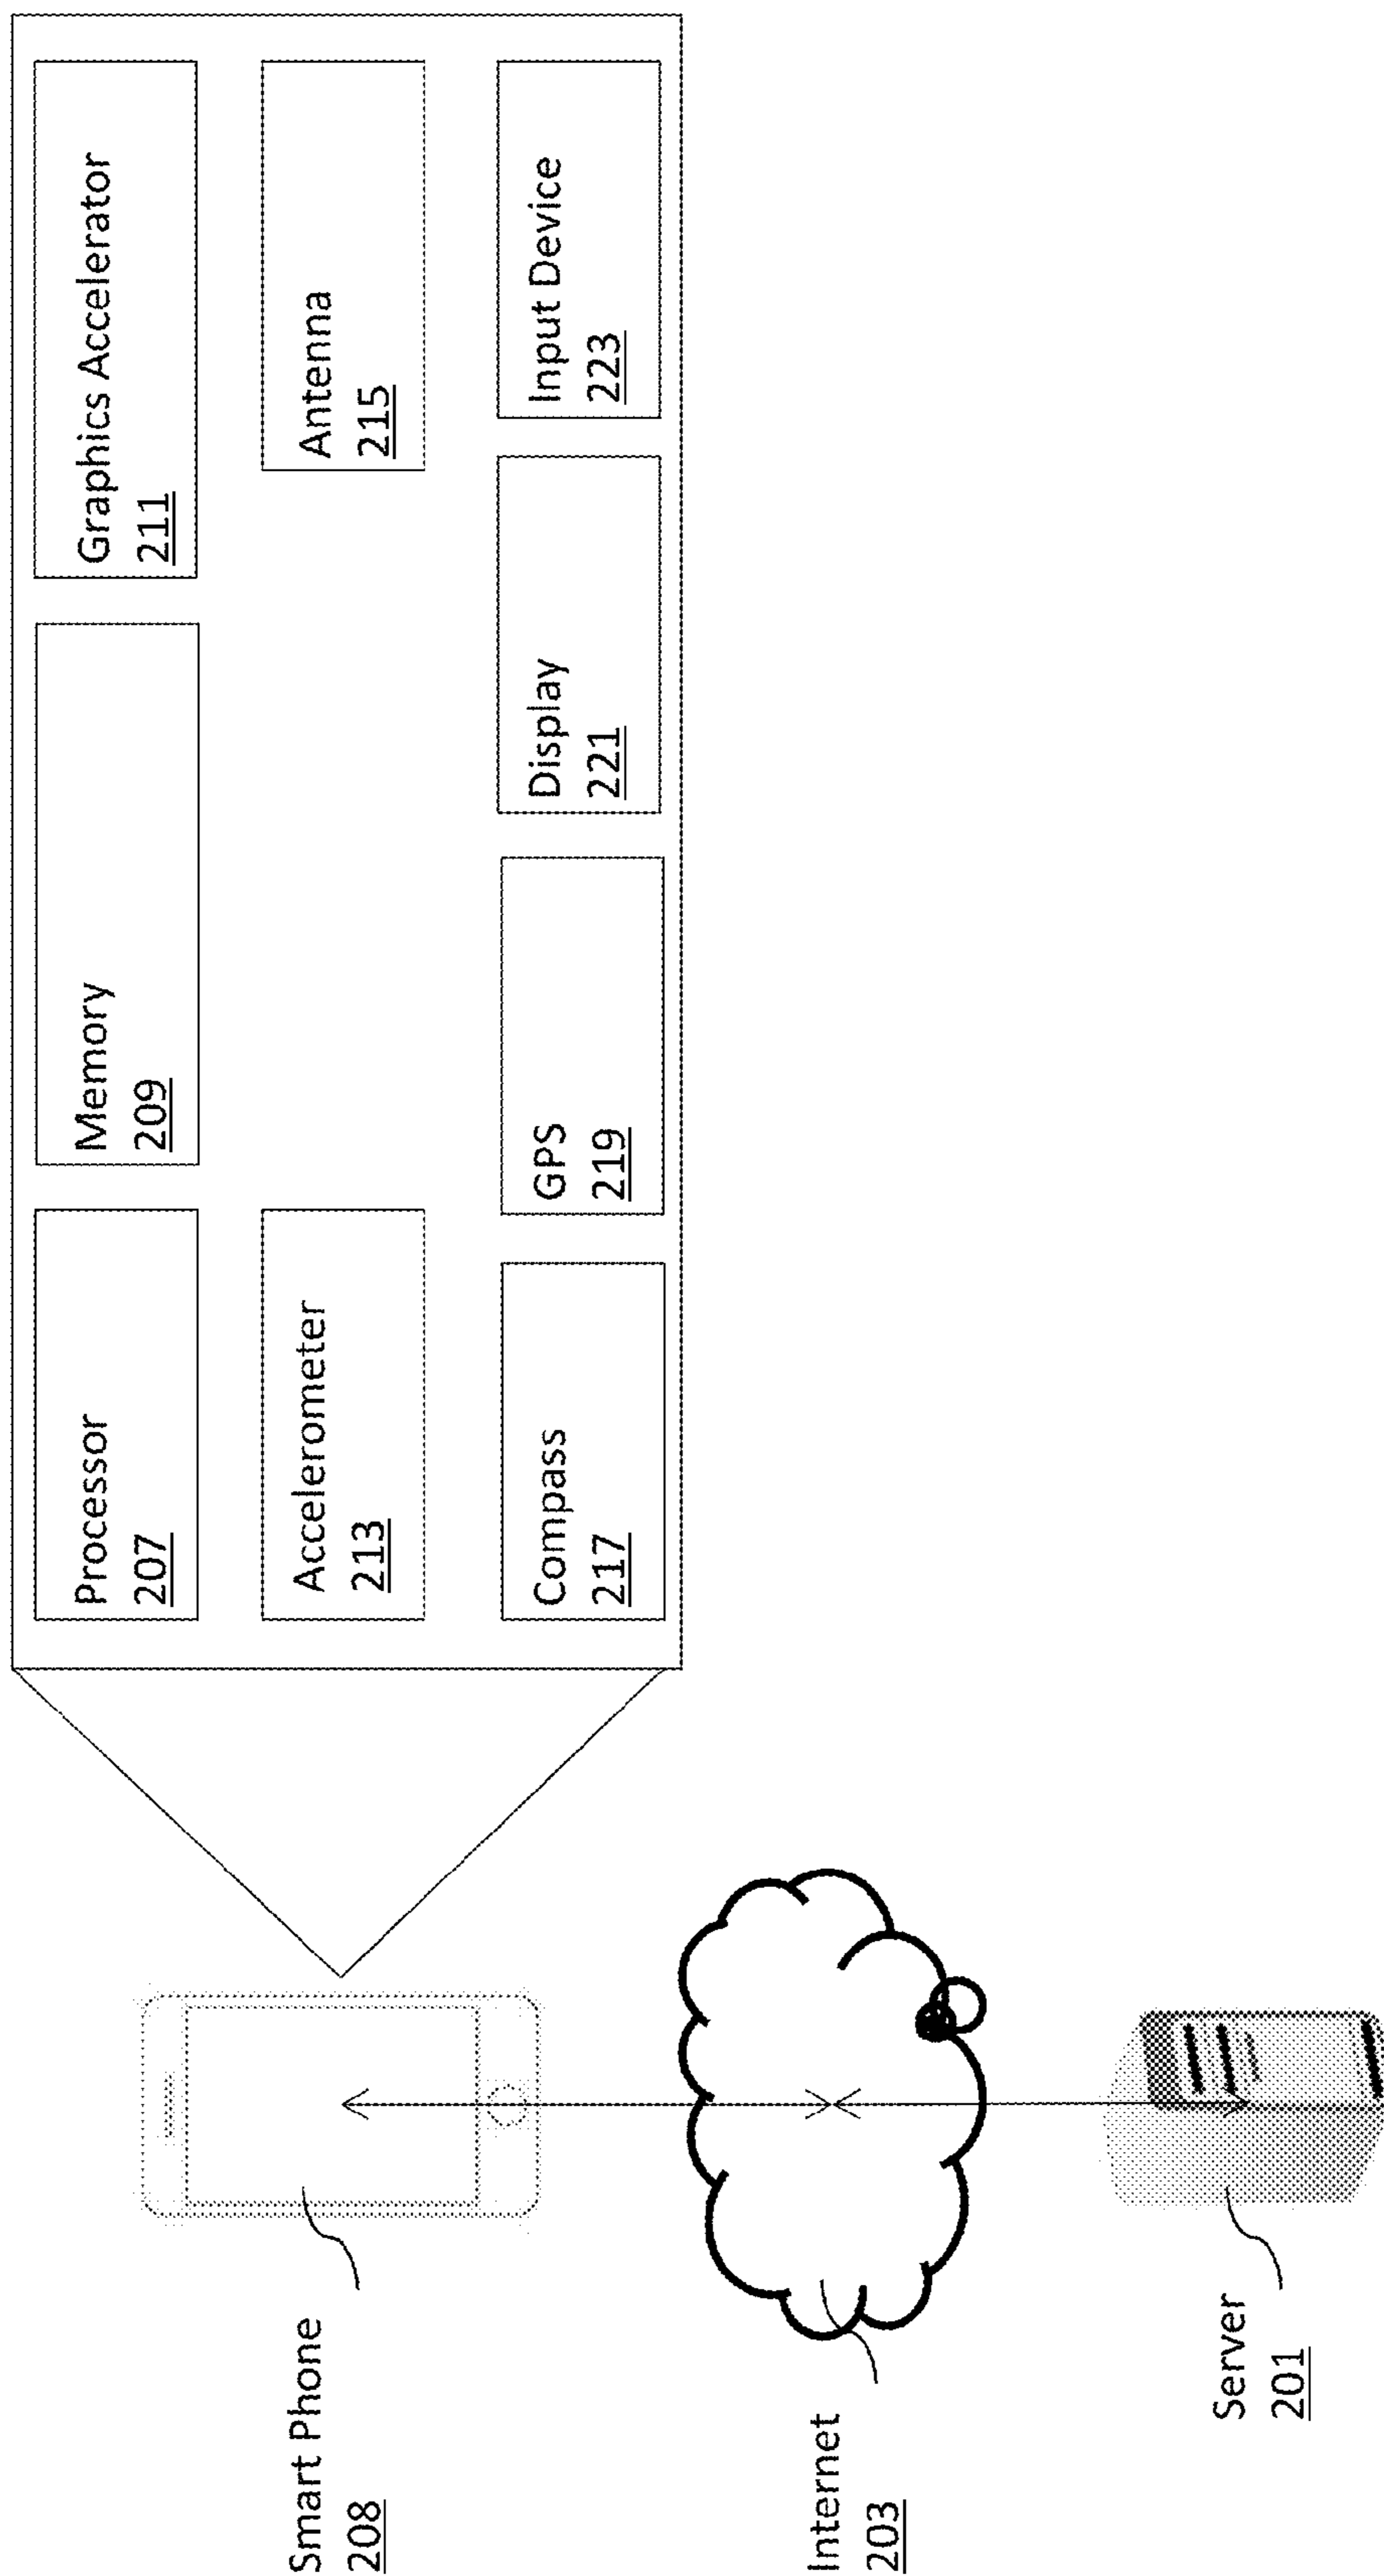 Smart Phone
208
Processor
207
Memory
209
Graphics Accelerator
211
Accelerometer
213
Antenna
215
Compass
217
GPS
219
Display
221
Input Device
223
Internet
203
Server
201